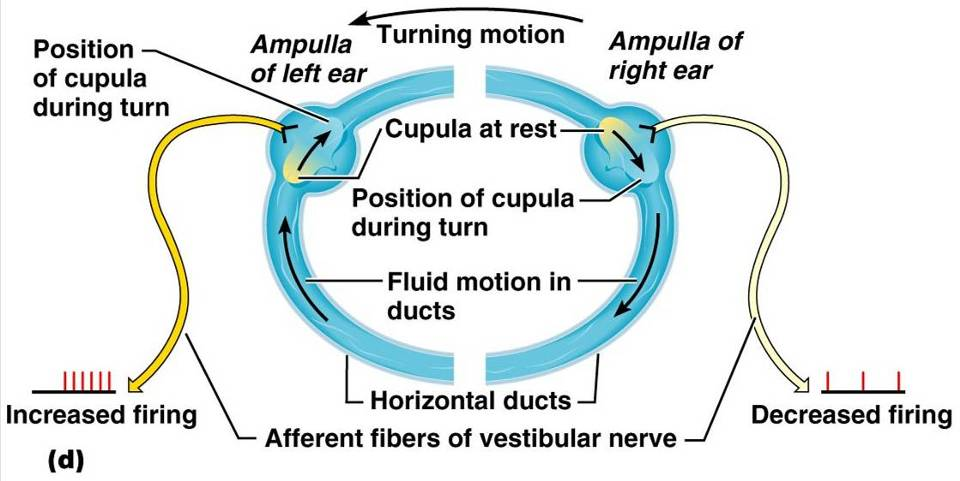 Turning motion
Position
of cupula
during turn
Ampulla
of left ear
Ampulla of
right ear
Cupula at rest
Position of cupula
during turn
Fluid motion in
ducts
Horizontal ducts
Increased firing
Decreased firing
Afferent fibers of vestibular nerve
(d)